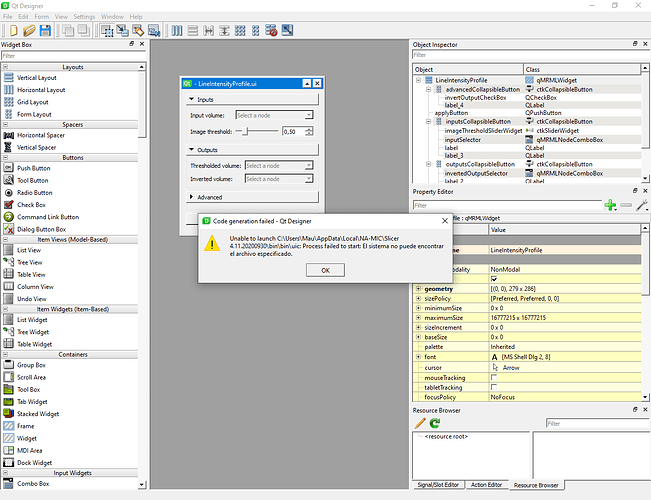 Qt Designer
File Edit Form View Settings Window Help
Widget Box
Filter
Layouts
Vertical Layout
Horizontal Layout
Grid Layout
Form Layout
Spacers
Horizontal Spacer
Vertical Spacer
Buttons
Push Button
Tool Button
Radio Button
Check Box
Command Link Button
Dialog Button Box
Item Views (Model-Based)
List View
Tree View
Table View
Column View
Undo View
Item Widgets (Item-Based)
List Widget
Tree Widget
Table Widget
Containers
Group Box
Scroll Area
Tool Box
Tab Widget
Stacked Widget
Frame
Widget
MDI Area
Dock Widget
Input Widgets
Combo Box
- LineIntensityProfile.ui
Inputs
Input volume: Select a node
Image threshold: 0,50
Outputs
Thresholded volume: Select a node
Inverted volume: Select a node
Advanced
Code generation failed - Qt Designer
Unable to launch C:\Users\Mau\AppData\Local\NA-MIC\Slicer
4.11.20200930\bin\bin\uic: Process failed to start: El sistema no puede encontrar
el archivo especificado.
OK
Object Inspector
Filter
Object Class
LineIntensityProfile qMRMLWidget
advancedCollapsibleButton ctkCollapsibleButton
invertOutputCheckBox QCheckBox
label_4 QLabel
applyButton QPushButton
inputsCollapsibleButton ctkCollapsibleButton
imageThresholdSliderWidget ctkSliderWidget
inputSelector qMRMLNodeComboBox
label QLabel
label_3 QLabel
outputsCollapsibleButton ctkCollapsibleButton
invertedOutputSelector qMRMLNodeComboBox
label_2 QLabel
Property Editor
Filter
file : qMRMLWidget
Value
LineIntensityProfile
NonModal
geometry [(0, 0), 279 x 286]
sizePolicy [Preferred, Preferred, 0, 0]
minimumSize 0 x 0
maximumSize 16777215 x 16777215
sizeIncrement 0 x 0
baseSize 0 x 0
palette Inherited
font A [MS Shell Dlg 2, 8]
cursor Arrow
mouseTracking
tabletTracking
focusPolicy NoFocus
Resource Browser
Filter
<resource root>
Signal/Slot Editor Action Editor Resource Browser